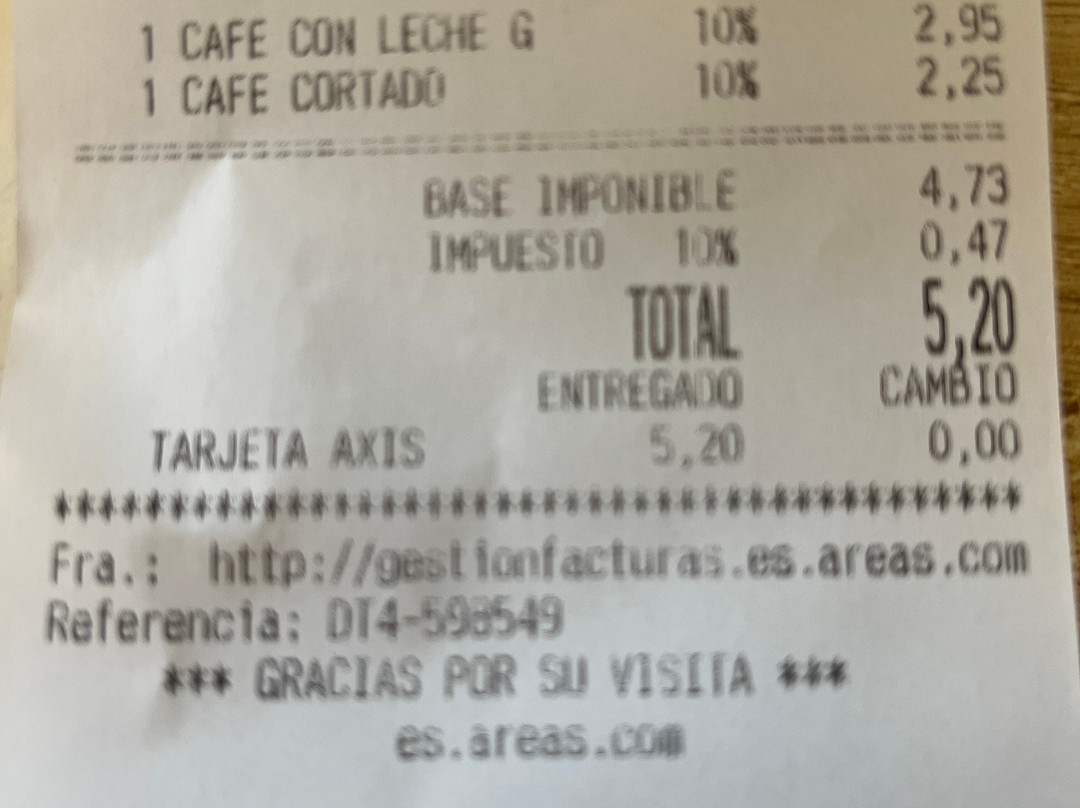 1 CAFE CON LECHE G 10% 2,95
1 CAFE CORTADO 10% 2,25
BASE IMPONIBLE 4,73
IMPUESTO 10% 0,47
TOTAL 5,20
ENTREGADO CAMBIO
TARJETA AXIS 5,20 0,00
******************************************
Fra.: http://gestionfacturas.es.areas.com
Referencia:
*** GRACIAS POR SU VISITA ***
es.areas.com